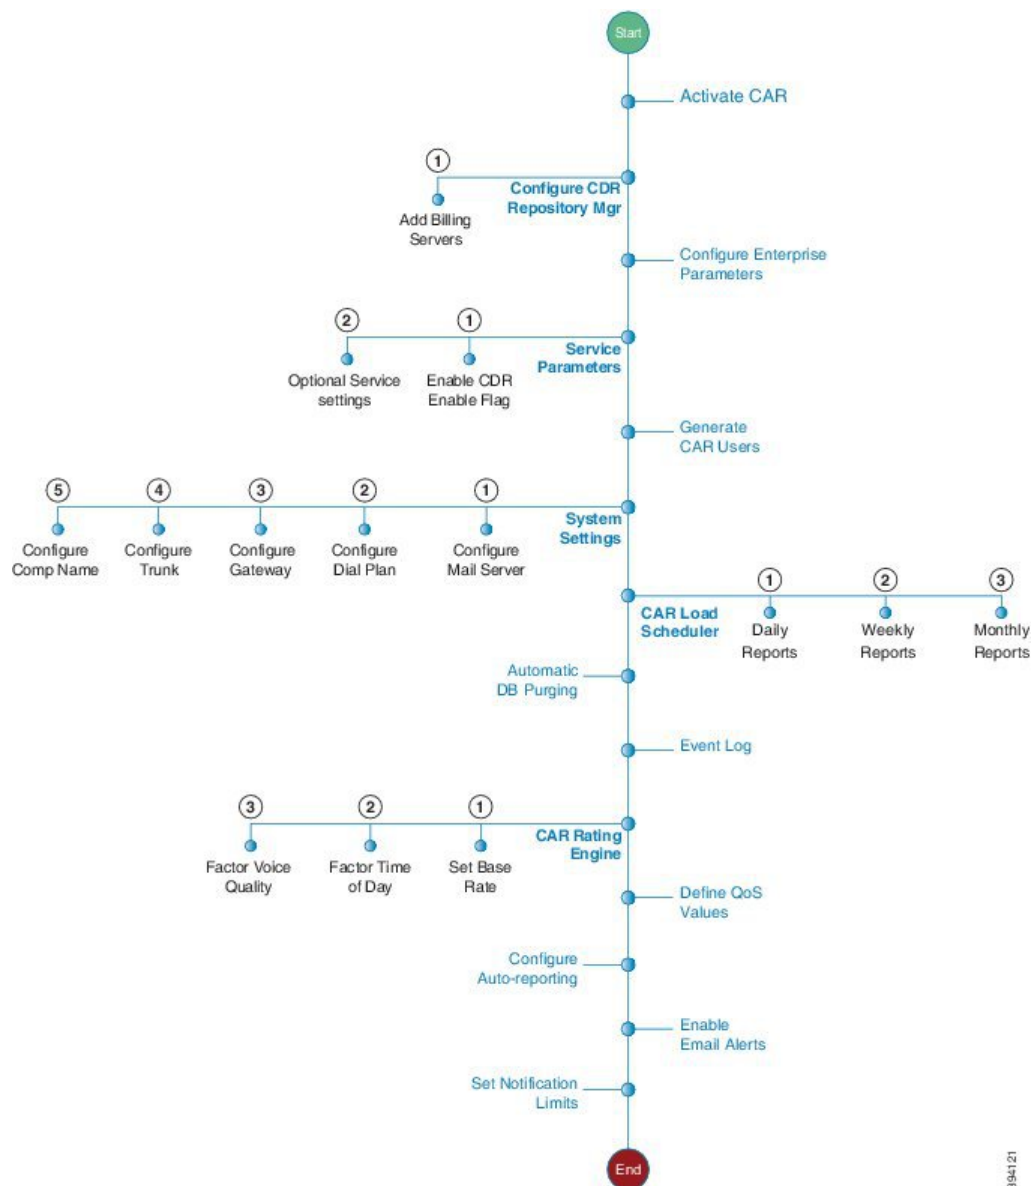 Start
Activate CAR
1
Configure CDR
Repository Mgr
Add Billing
Servers
Configure Enterprise
Parameters
2
1
Service
Parameters
Optional Service
settings
Enable CDR
Enable Flag
Generate
CAR Users
5
4
3
2
1
System
Settings
Configure
Comp Name
Configure
Trunk
Configure
Gateway
Configure
Dial Plan
Configure
Mail Server
1
2
3
CAR Load
Scheduler
Daily
Reports
Weekly
Reports
Monthly
Reports
Automatic
DB Purging
Event Log
3
2
1
CAR Rating
Engine
Factor Voice
Quality
Factor Time
of Day
Set Base
Rate
Define QoS
Values
Configure
Auto-reporting
Enable
Email Alerts
Set Notification
Limits
End
394121